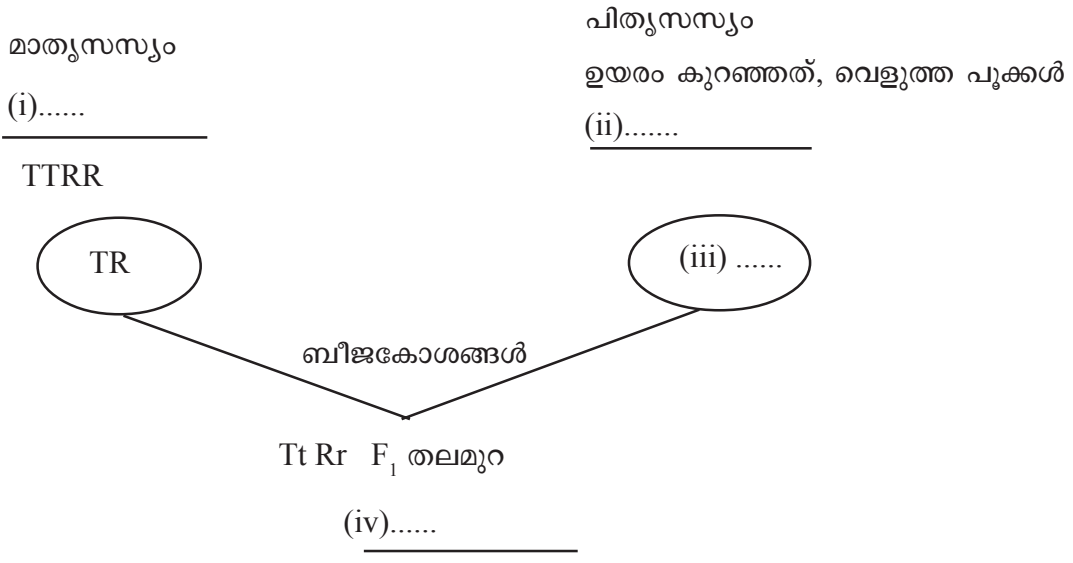 മാതൃസസ്യം
(i)......
TTRR
TR
പിതൃസസ്യം
ഉയരം കുറഞ്ഞത്, വെളുത്ത പൂക്കൾ
(ii).......
(iii) ......
ബീജകോശങ്ങൾ
Tt Rr F₁ തലമുറ
(iv)......